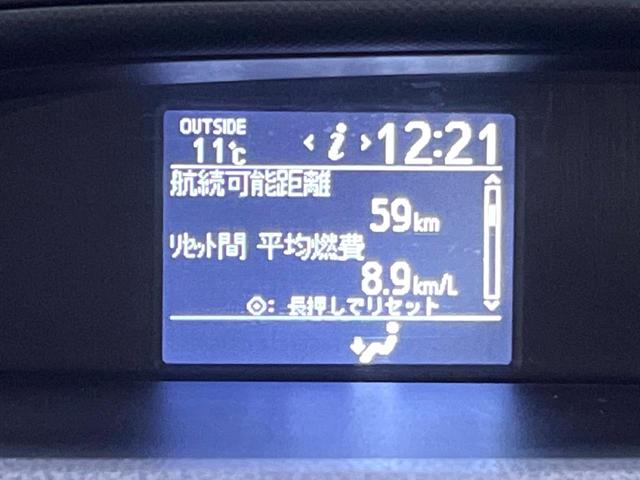 OUTSIDE
11℃
< i > 12:21
航続可能距離
59km
リセット間 平均燃費
8.9km/L
: 長押しでリセット